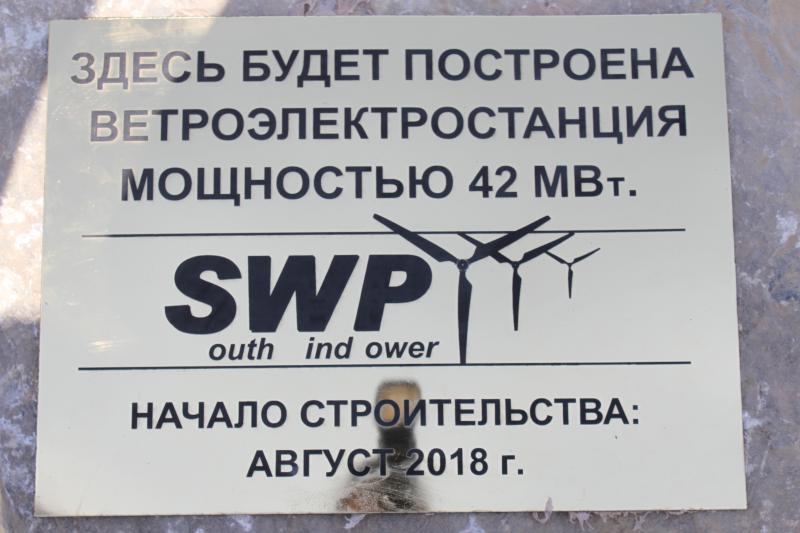 ЗДЕСЬ БУДЕТ ПОСТРОЕНА
ВЕТРОЭЛЕКТРОСТАНЦИЯ
МОЩНОСТЬЮ 42 МВт.
SWP
outh ind ower
НАЧАЛО СТРОИТЕЛЬСТВА:
АВГУСТ 2018 г.